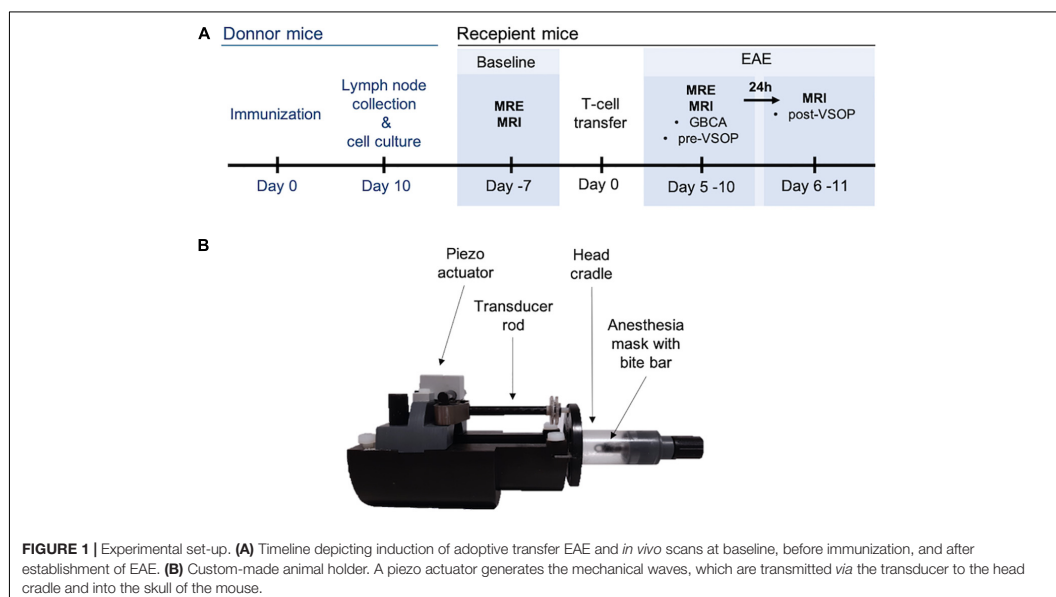 A
Donnor mice
Recepient mice
Baseline
EAE
Immunization
Lymph node
collection
&
cell culture
MRE
MRI
T-cell
transfer
MRE
MRI
• GBCA
• pre-VSOP
24h
MRI
• post-VSOP
Day 0
Day 10
Day -7
Day 0
Day 5 -10
Day 6 -11
B
Piezo
actuator
Transducer
rod
Head
cradle
Anesthesia
mask with
bite bar
FIGURE 1 | Experimental set-up. (A) Timeline depicting induction of adoptive transfer EAE and in vivo scans at baseline, before immunization, and after
establishment of EAE. (B) Custom-made animal holder. A piezo actuator generates the mechanical waves, which are transmitted via the transducer to the head
cradle and into the skull of the mouse.